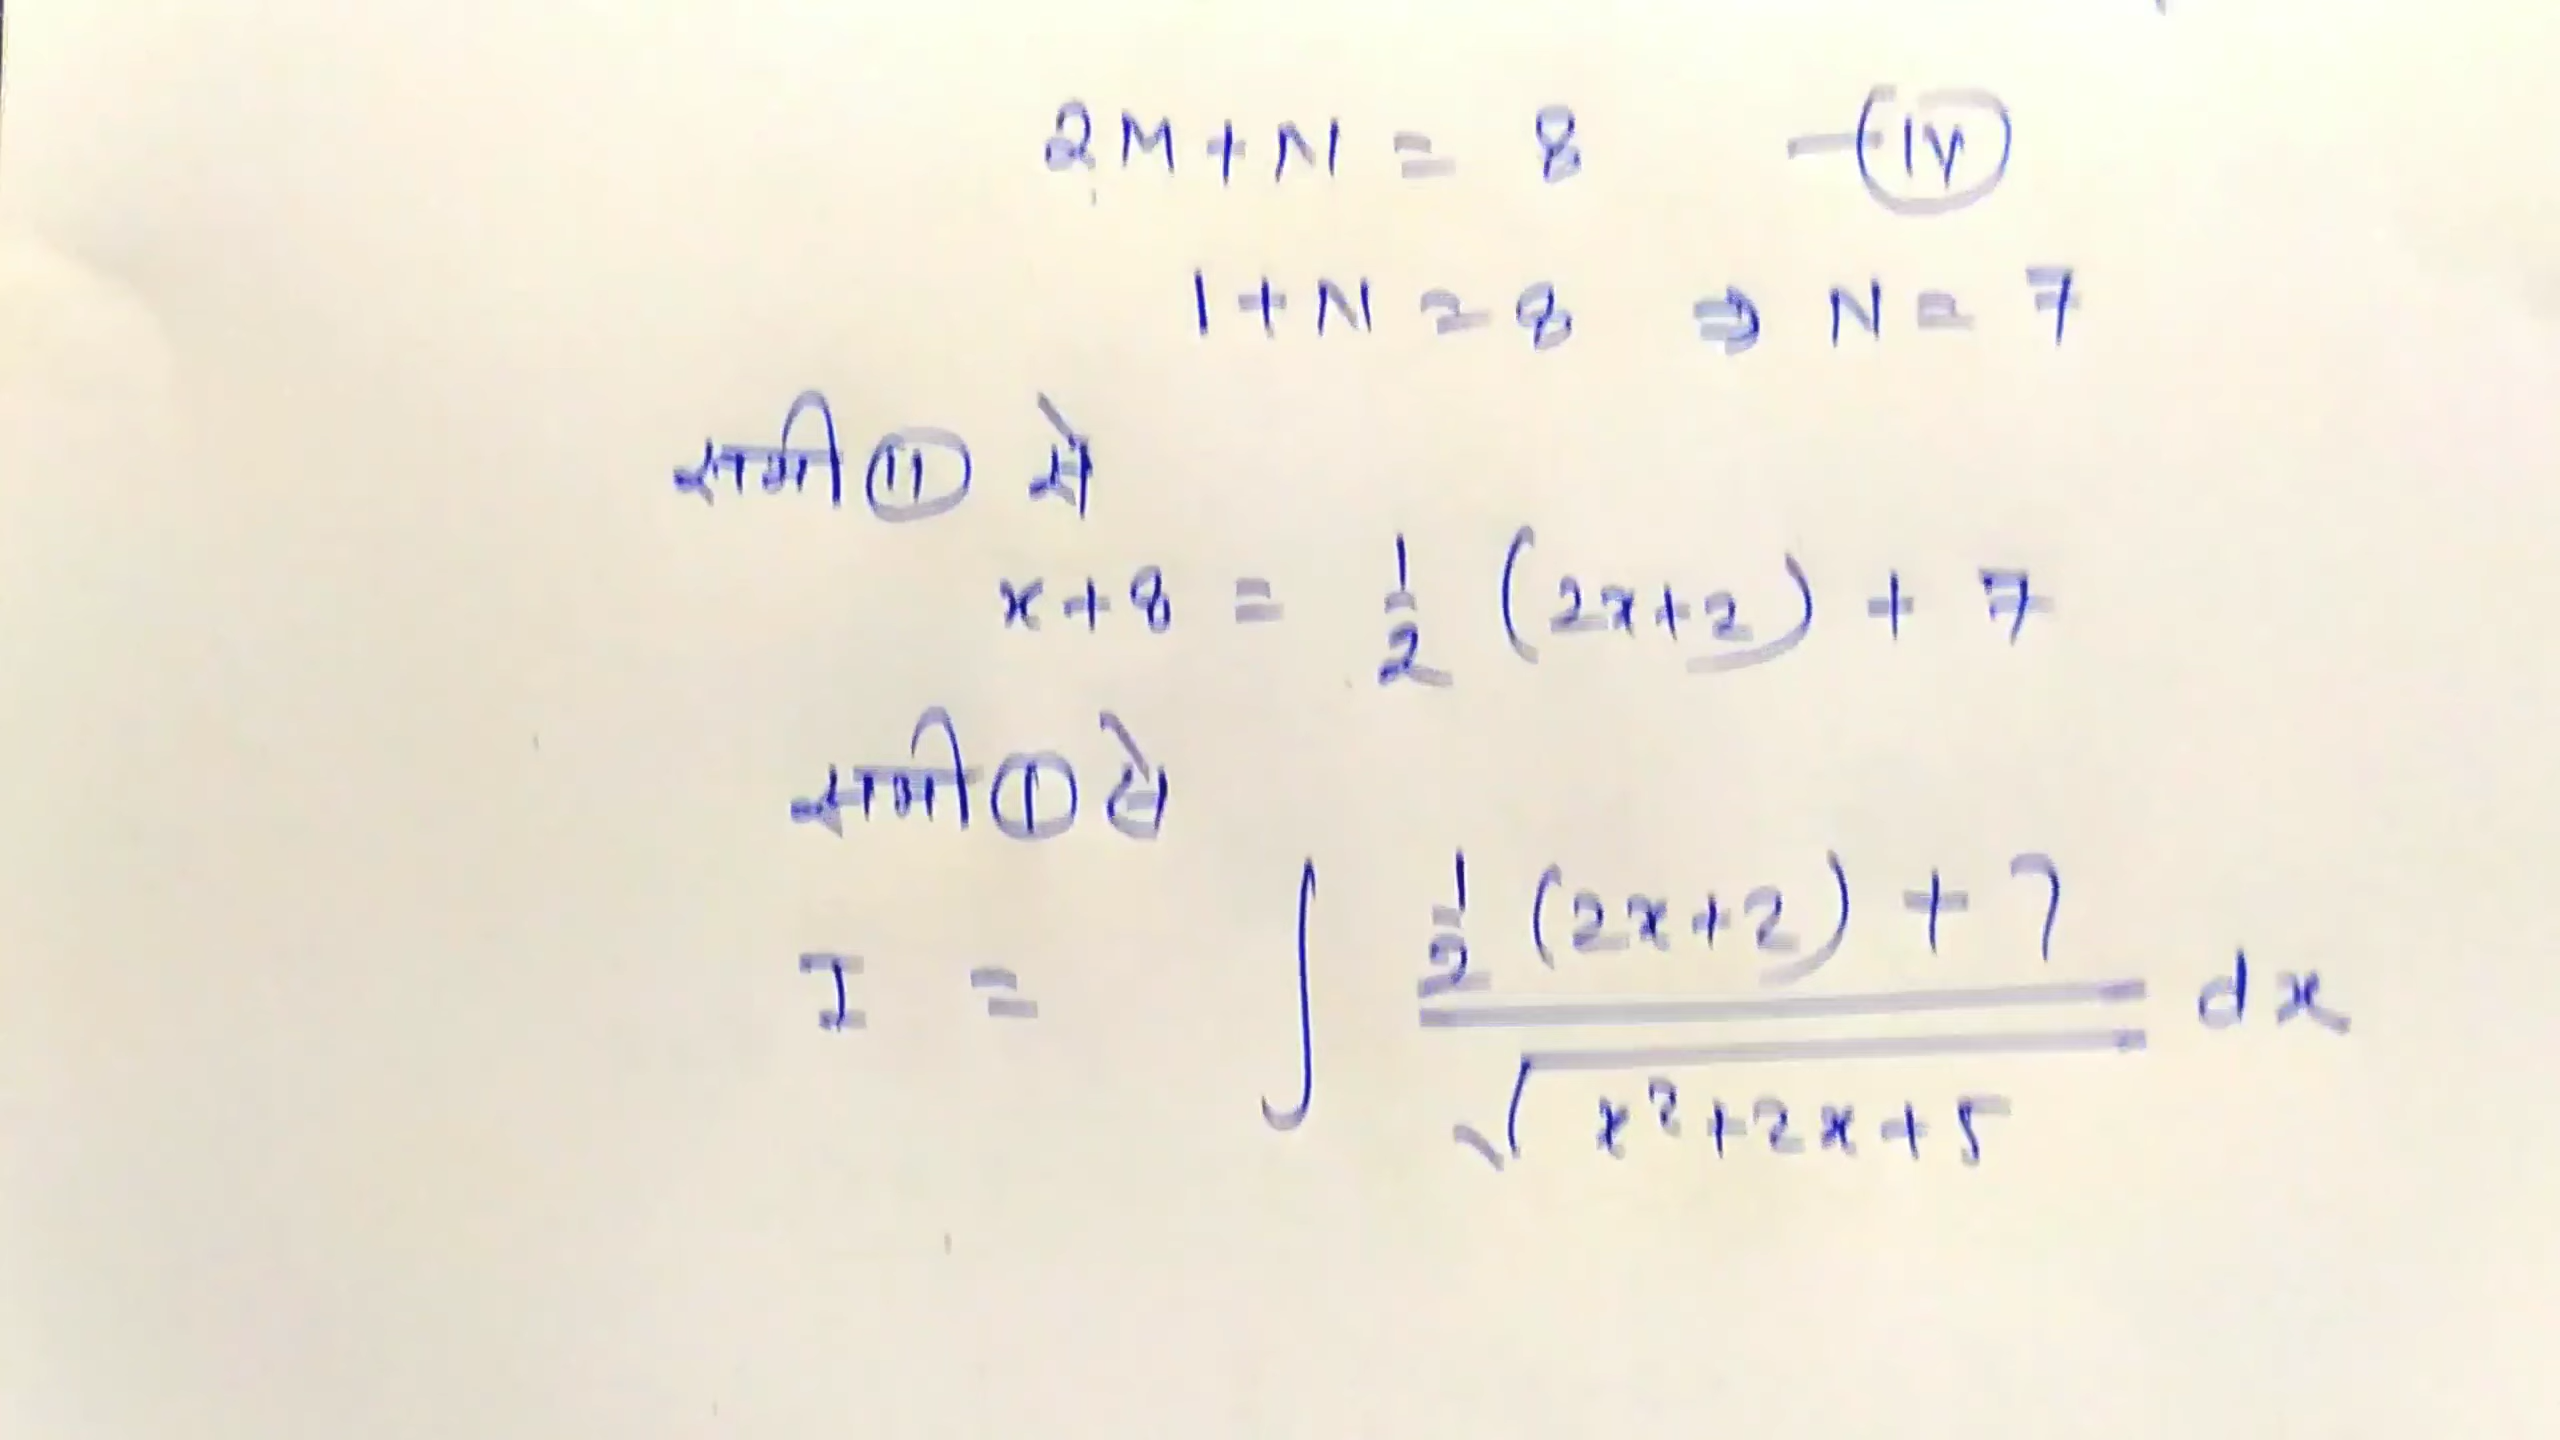 2M + N = 8 — (IV)
1 + N = 8 ⇒ N = 7
समी (II) से
x + 8 = 1/2 (2x + 2) + 7
समी (I) से
I = ∫ (1/2 (2x + 2) + 7) / √(x² + 2x + 5) dx